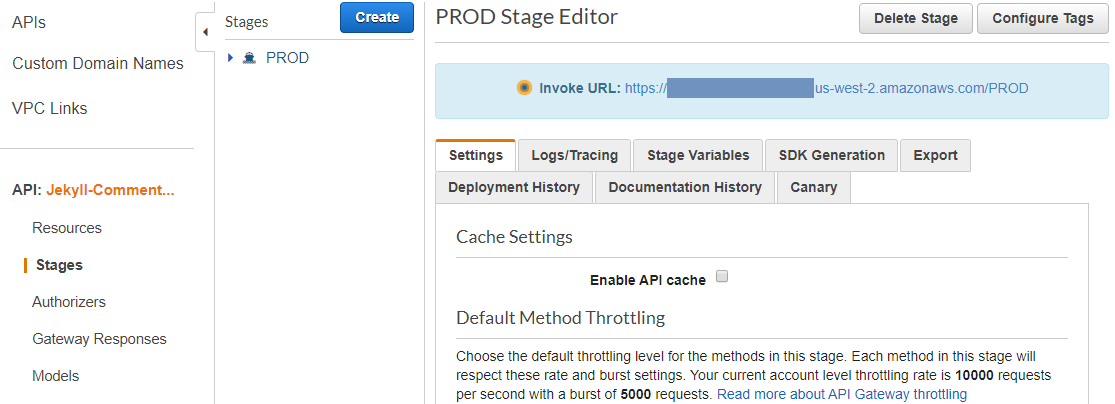 APIs
Custom Domain Names
VPC Links
API: Jekyll-Comment...
Resources
Stages
Authorizers
Gateway Responses
Models
Stages
Create
PROD
PROD Stage Editor
Delete Stage
Configure Tags
Invoke URL: https:// us-west-2.amazonaws.com/PROD
Settings
Logs/Tracing
Stage Variables
SDK Generation
Export
Deployment History
Documentation History
Canary
Cache Settings
Enable API cache
Default Method Throttling
Choose the default throttling level for the methods in this stage. Each method in this stage will
respect these rate and burst settings. Your current account level throttling rate is 10000 requests
per second with a burst of 5000 requests. Read more about API Gateway throttling